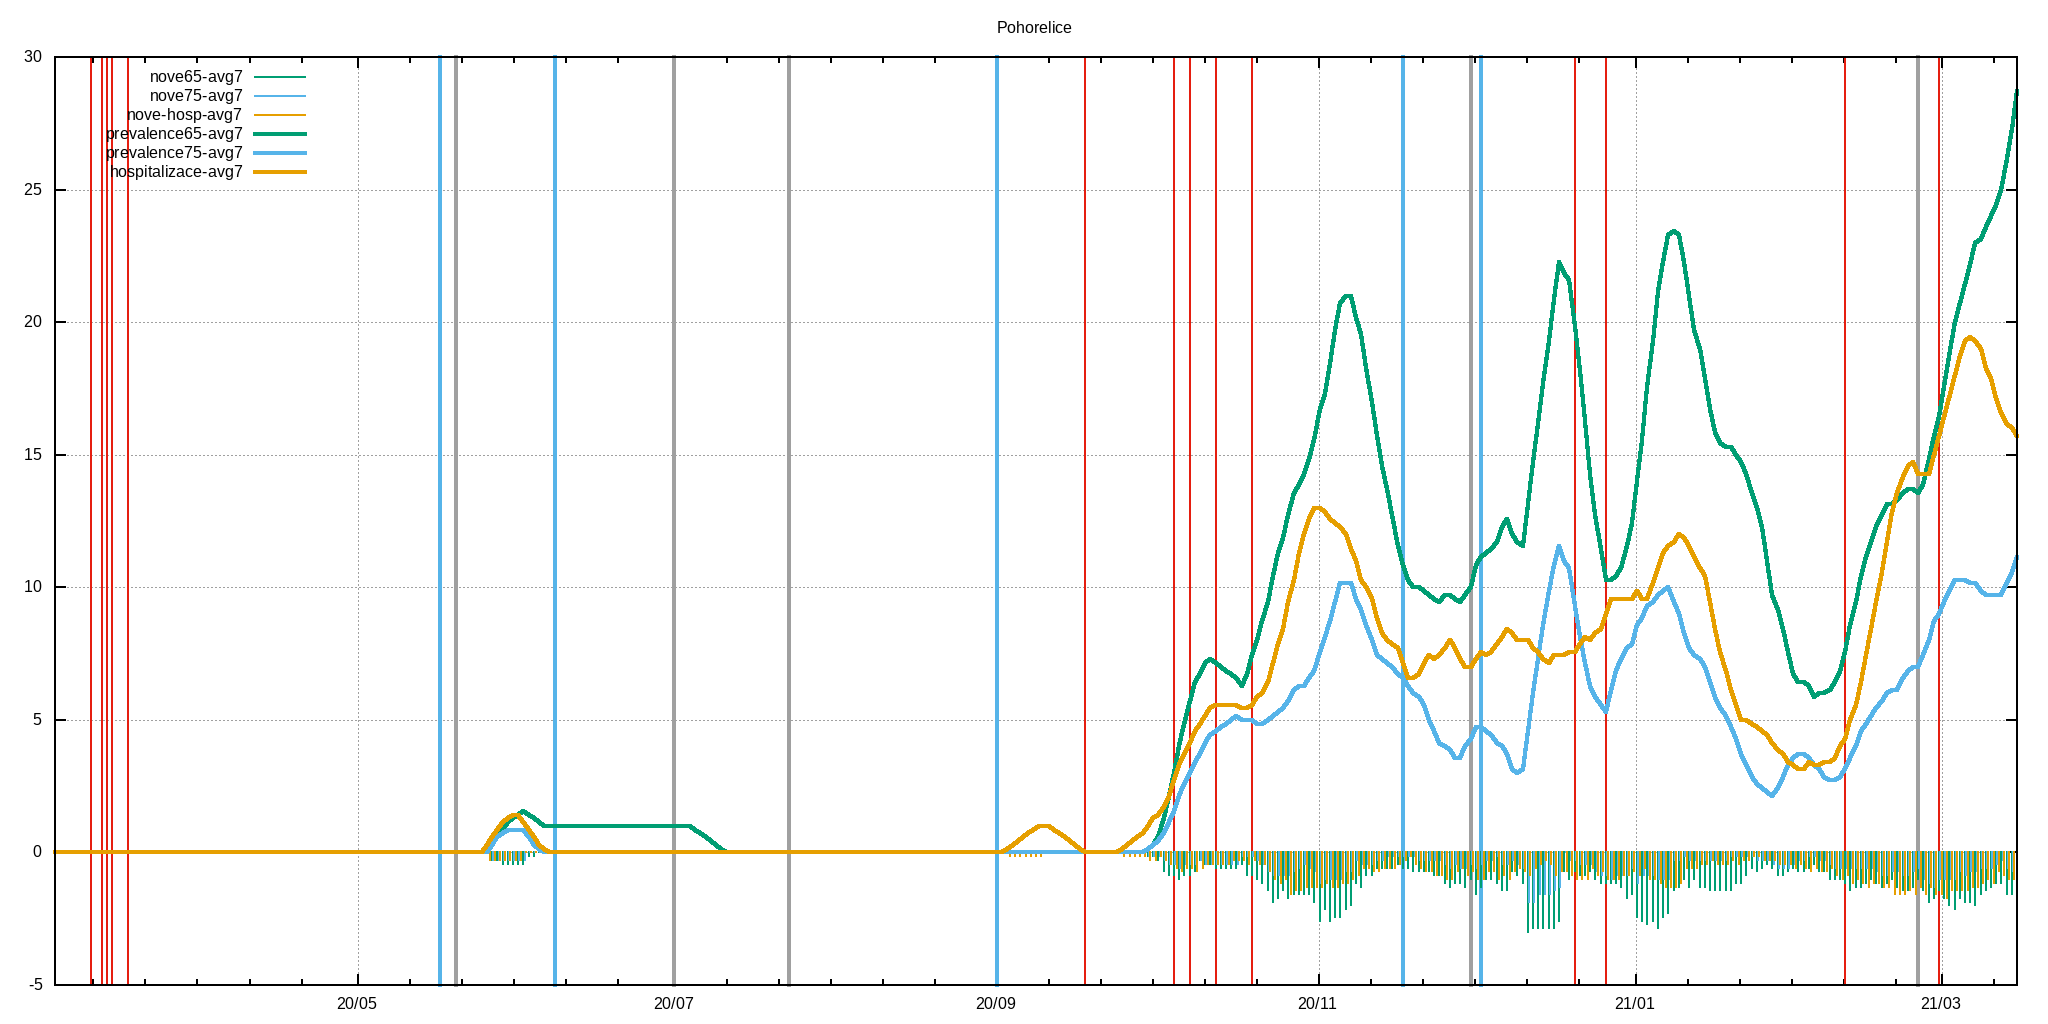 Pohorelice
30
25
20
15
10
5
0
-5
nove65-avg7
nove75-avg7
nove-hosp-avg7
prevalence65-avg7
prevalence75-avg7
hospitalizace-avg7
20/05 20/07 20/09 20/11 21/01 21/03